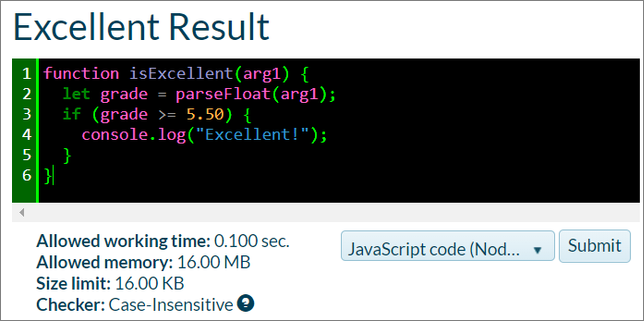 Excellent Result
1 function isExcellent(arg1) {
2   let grade = parseFloat(arg1);
3   if (grade >= 5.50) {
4     console.log("Excellent!");
5   }
6 }
Allowed working time: 0.100 sec.
Allowed memory: 16.00 MB
Size limit: 16.00 KB
Checker: Case-Insensitive ?
JavaScript code (Nod... ▼
Submit